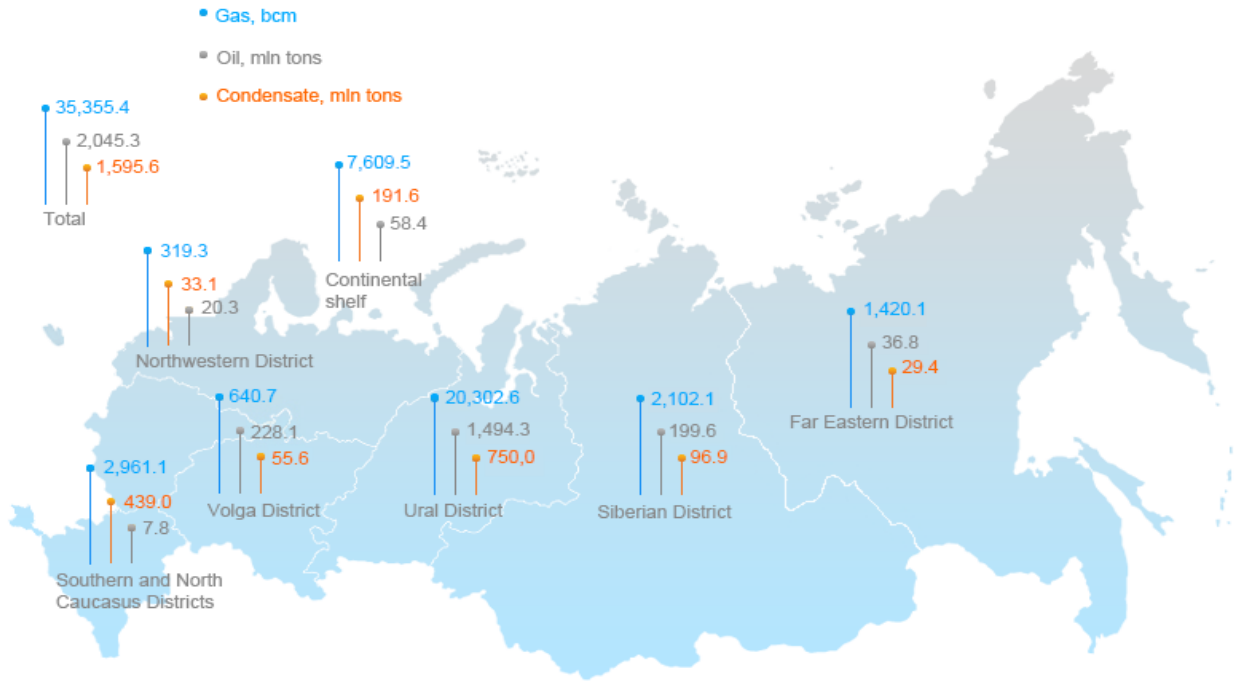 Gas, bcm
Oil, mln tons
Condensate, mln tons
35,355.4
2,045.3
1,595.6
Total
7,609.5
191.6
58.4
Continental
shelf
319.3
33.1
20.3
Northwestern District
1,420.1
36.8
29.4
Far Eastern District
640.7
228.1
55.6
Volga District
20,302.6
1,494.3
750,0
Ural District
2,102.1
199.6
96.9
Siberian District
2,961.1
439.0
7.8
Southern and North
Caucasus Districts